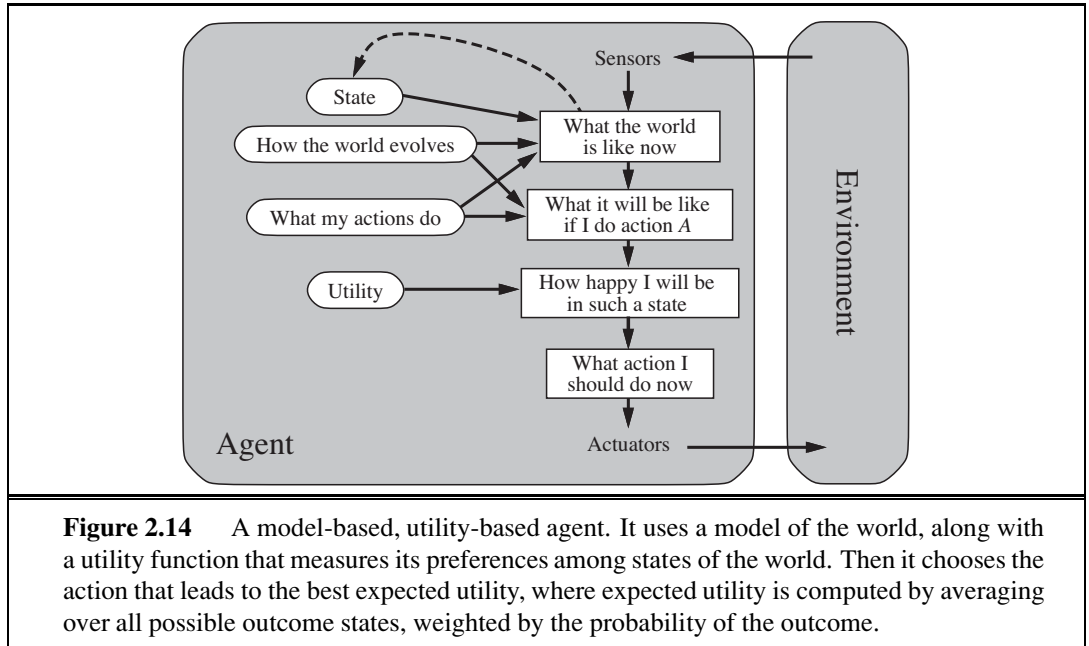 Sensors
State
What the world
is like now
How the world evolves
What it will be like
if I do action A
What my actions do
How happy I will be
in such a state
Utility
What action I
should do now
Actuators
Agent
Environment
Figure 2.14 A model-based, utility-based agent. It uses a model of the world, along with
a utility function that measures its preferences among states of the world. Then it chooses the
action that leads to the best expected utility, where expected utility is computed by averaging
over all possible outcome states, weighted by the probability of the outcome.